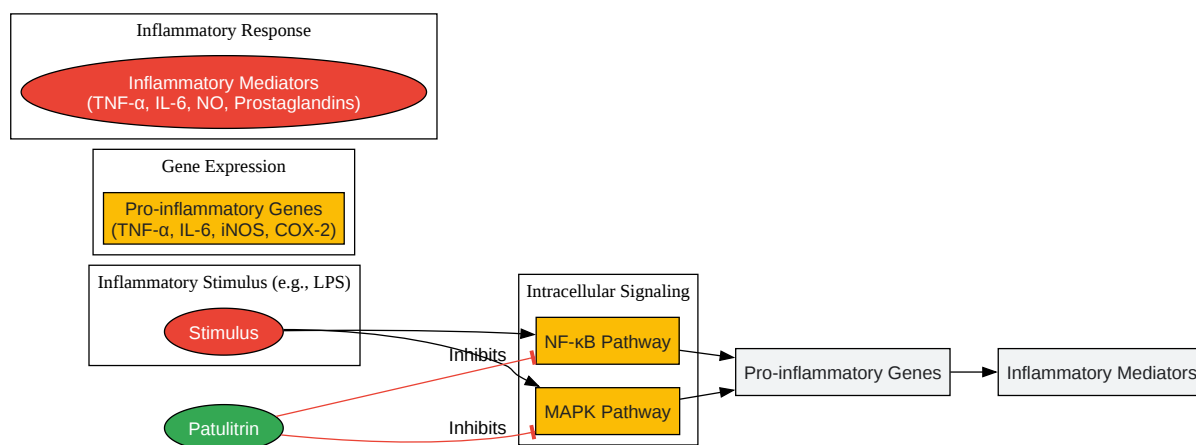 Inflammatory Response
Inflammatory Mediators
(TNF-α, IL-6, NO, Prostaglandins)
Gene Expression
Pro-inflammatory Genes
(TNF-α, IL-6, iNOS, COX-2)
Inflammatory Stimulus (e.g., LPS)
Stimulus
Intracellular Signaling
NF-κB Pathway
Inhibits
MAPK Pathway
Inhibits
Patulitrin
Pro-inflammatory Genes
Inflammatory Mediators